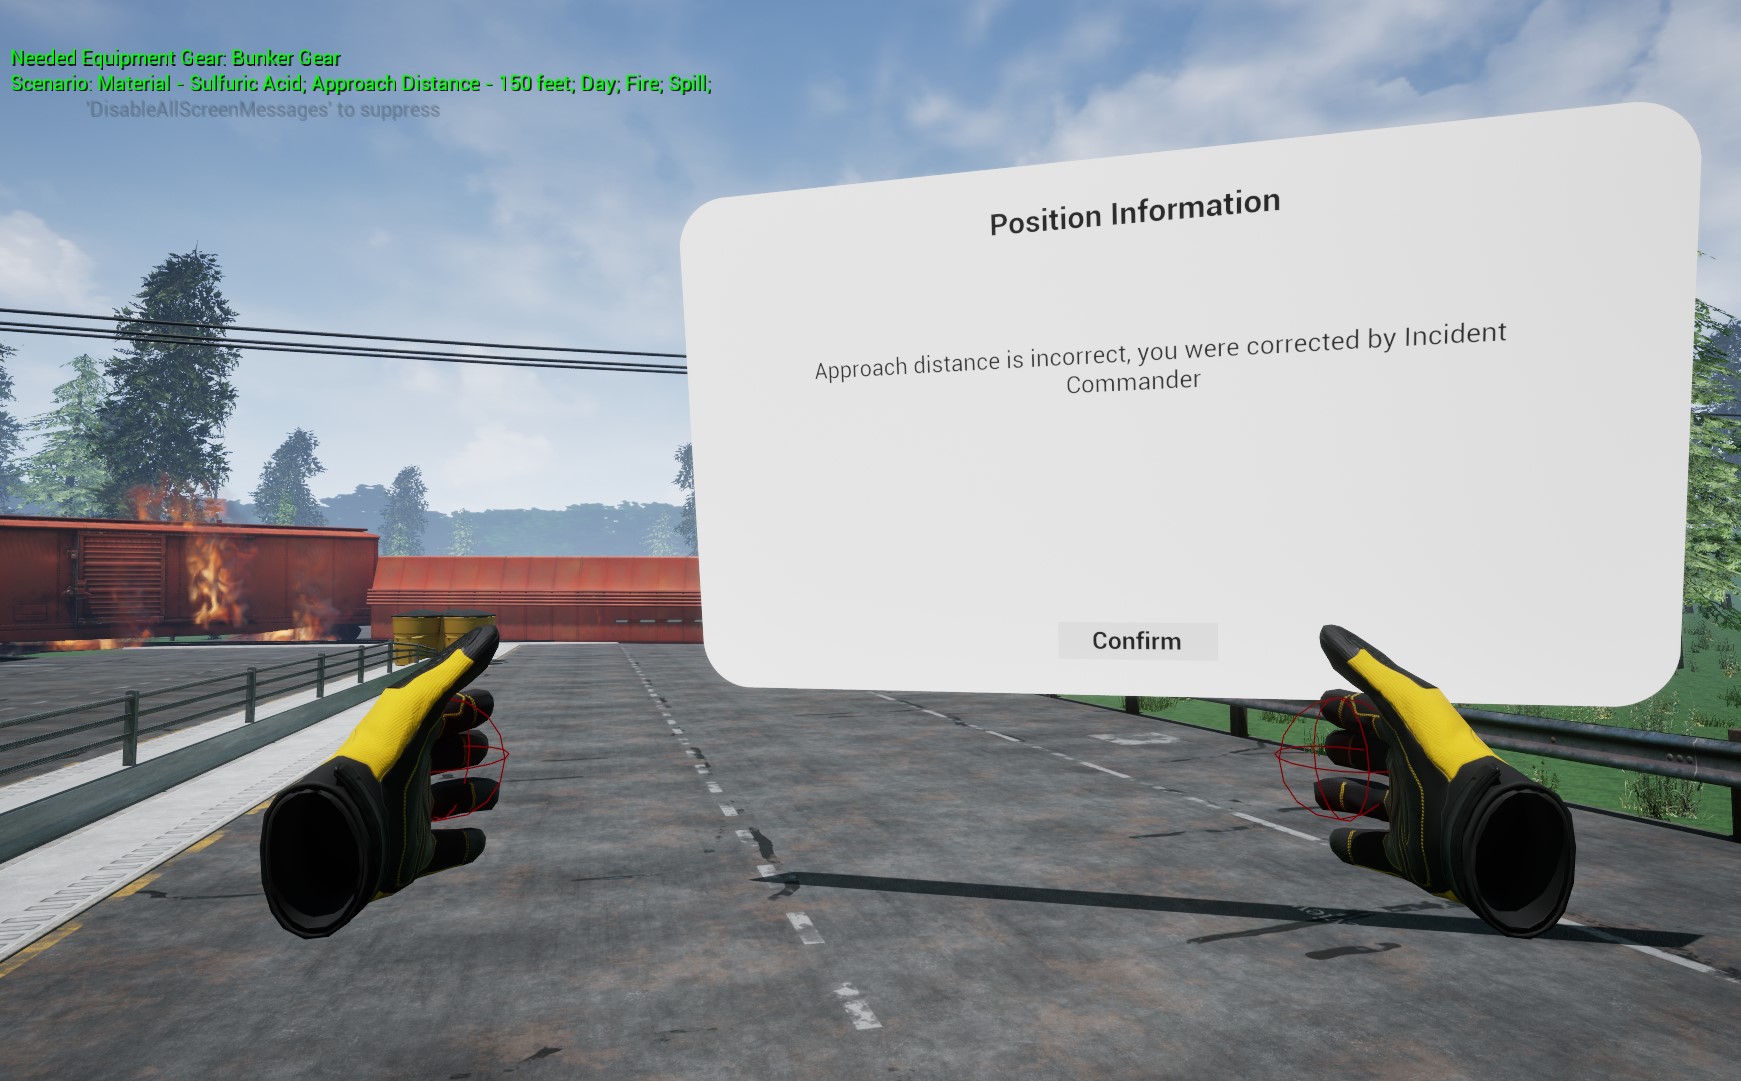 Needed Equipment Gear: Bunker Gear
Scenario: Material - Sulfuric Acid; Approach Distance - 150 feet; Day; Fire; Spill;
'DisableAllScreenMessages' to suppress
Position Information
Approach distance is incorrect, you were corrected by Incident
Commander
Confirm